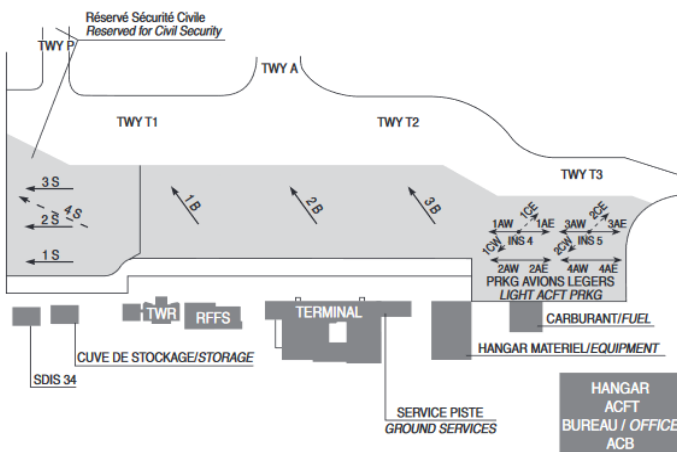 Réservé Sécurité Civile
Reserved for Civil Security
TWY P
TWY A
TWY T1
TWY T2
TWY T3
3 S
4 S
2 S
1 S
1 B
2 B
3 B
1CE
2CE
1AW
1AE
3AW
3AE
1CW
INS 4
2CW
INS 5
2AW
2AE
4AW
4AE
PRKG AVIONS LEGERS
LIGHT ACFT PRKG
TWR
RFFS
TERMINAL
CARBURANT/FUEL
CUVE DE STOCKAGE/STORAGE
HANGAR MATERIEL/EQUIPMENT
SDIS 34
SERVICE PISTE
GROUND SERVICES
HANGAR
ACFT
BUREAU / OFFICE
ACB